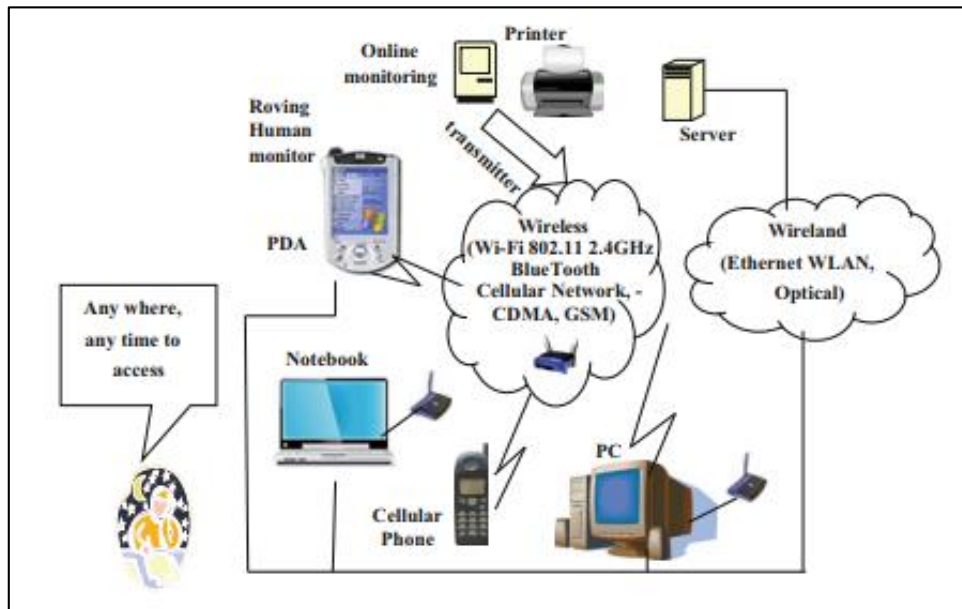 Online
monitoring
Printer
Roving
Human
monitor
transmitter
Server
PDA
Wireless
(Wi-Fi 802.11 2.4GHz
BlueTooth
Cellular Network, -
CDMA, GSM)
Wireland
(Ethernet WLAN,
Optical)
Any where,
any time to
access
Notebook
PC
Cellular
Phone